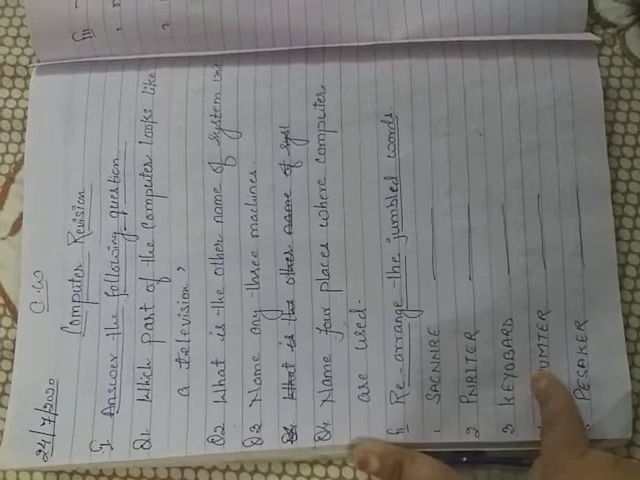 24/7/2020 C.W
Computer Revision
I Answer the following question
Q1. Which part of the Computer looks like
a television?
Q2 What is the other name of system unit
Q3 Name any three machines.
Q4 What is the other name of syst
Q4 Name four places where computer
are used.
II Re-arrange the jumbled words.
1 SACNNRE
2 PNIRITER
3 KEYOBARD
UMTER
5 PESAKER